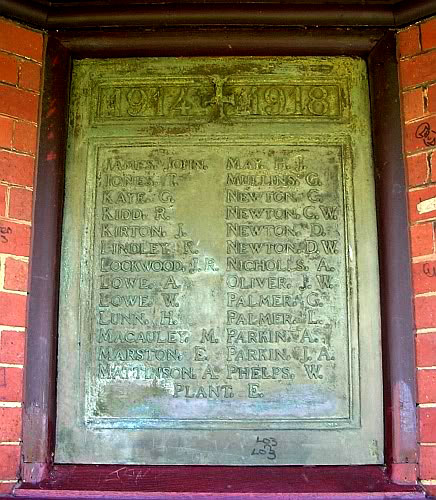 1914 1918
JAMES. JOHN. MAY. H. J.
JONES. T. MULLINS. G.
KAYE. G. NEWTON. G.
KIDD. R. NEWTON. G. W.
KIRTON. J. NEWTON. D.
LINDLEY. R. NEWTON. D. W.
LOCKWOOD. J. R. NICHOLLS. A.
LOWE. A. OLIVER. J. W.
LOWE. W. PALMER. G.
LUNN. H. PALMER. L.
MACAULEY. M. PARKIN. A.
MARSTON. E. PARKIN. J. A.
MATTINSON. A. PHELPS. W.
PLANT. E.